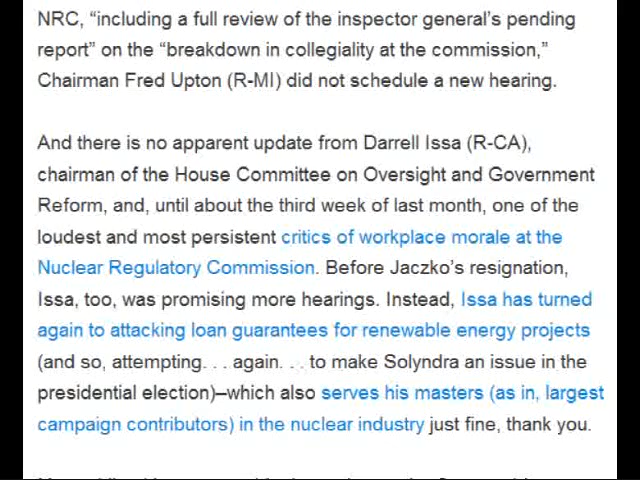 NRC, “including a full review of the inspector general’s pending
report” on the “breakdown in collegiality at the commission,”
Chairman Fred Upton (R-MI) did not schedule a new hearing.
And there is no apparent update from Darrell Issa (R-CA),
chairman of the House Committee on Oversight and Government
Reform, and, until about the third week of last month, one of the
loudest and most persistent critics of workplace morale at the
Nuclear Regulatory Commission. Before Jaczko’s resignation,
Issa, too, was promising more hearings. Instead, Issa has turned
again to attacking loan guarantees for renewable energy projects
(and so, attempting. . . again. . . to make Solyndra an issue in the
presidential election)—which also serves his masters (as in, largest
campaign contributors) in the nuclear industry just fine, thank you.